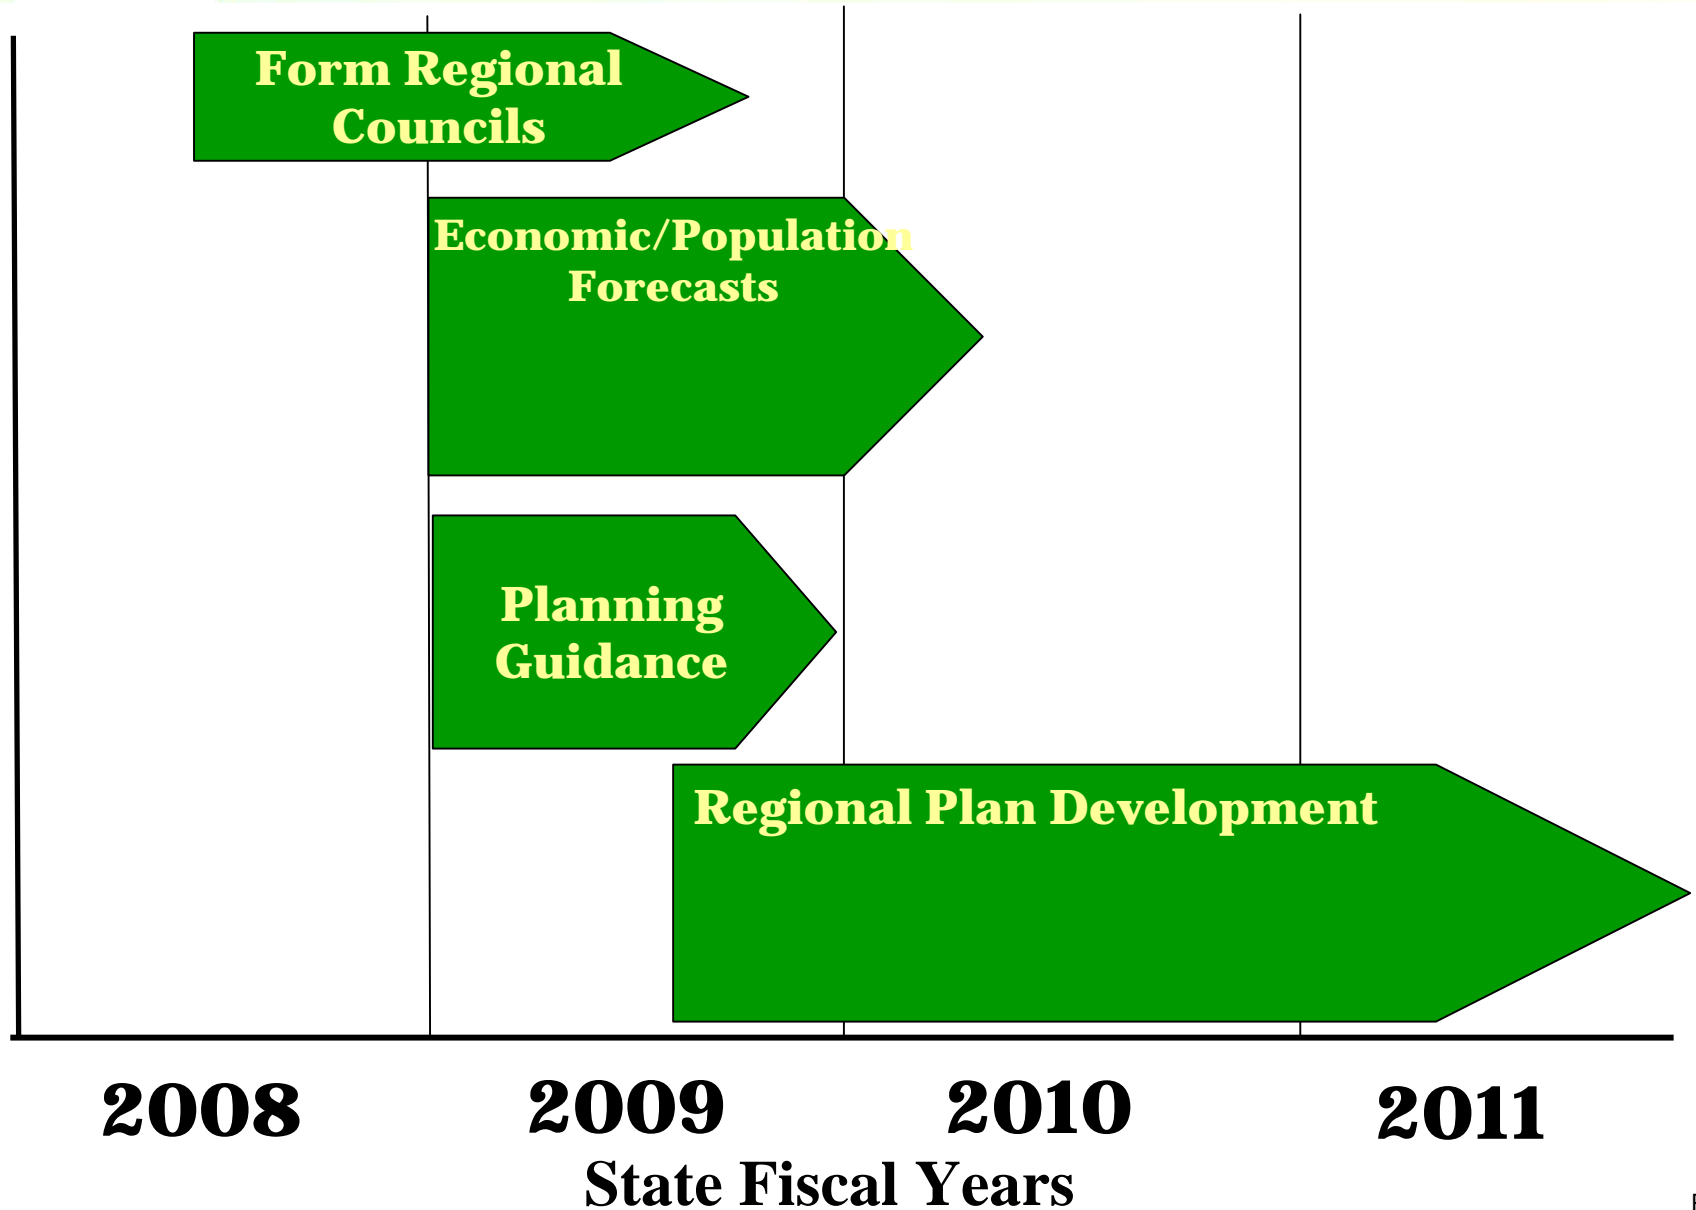 Form Regional
Councils
Economic/Population
Forecasts
Planning
Guidance
Regional Plan Development
2008 2009 2010 2011
State Fiscal Years